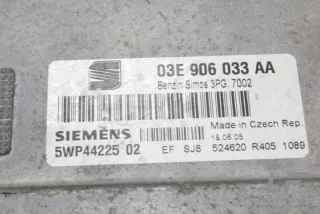 03E 906 033 AA
Benzin Simos 3PG 7002
SIEMENS
Made in Czech Rep.
18.06.05
5WP44225 02
EF SJ8 524620 R405 1089